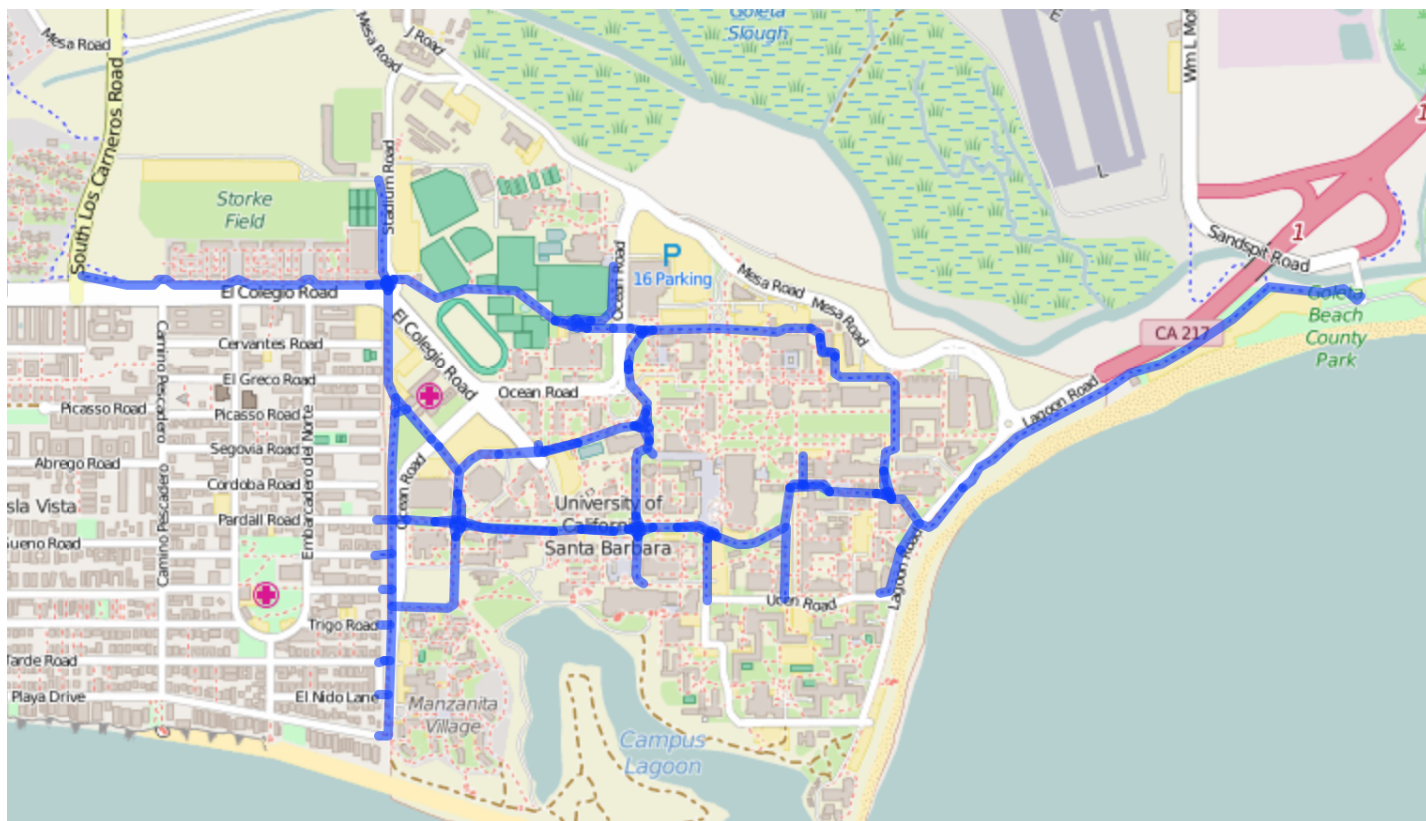 Mesa Road
Mesa Road
J Road
Goleta
Slough
E
Wm L Mof
1
South Los Carneros Road
Stadium Road
L
Storke
Field
Ocean Road
P
16 Parking
Mesa Road
Mesa Road
1
Sandspit Road
El Colegio Road
Goleta
Beach
County
Park
CA 217
El Colegio Road
Cervantes Road
Camino Pescadero
El Greco Road
Ocean Road
Picasso Road
Picasso Road
Lagoon Road
Embarcadero del Norte
Segovia Road
Abrego Road
Cordoba Road
Ocean Road
sla Vista
University of
California
Santa Barbara
Pardall Road
Camino Pescadero
Sueno Road
Lagoon Road
Ucen Road
Trigo Road
Tarde Road
Playa Drive
El Nido Lane
Manzanita
Village
Campus
Lagoon